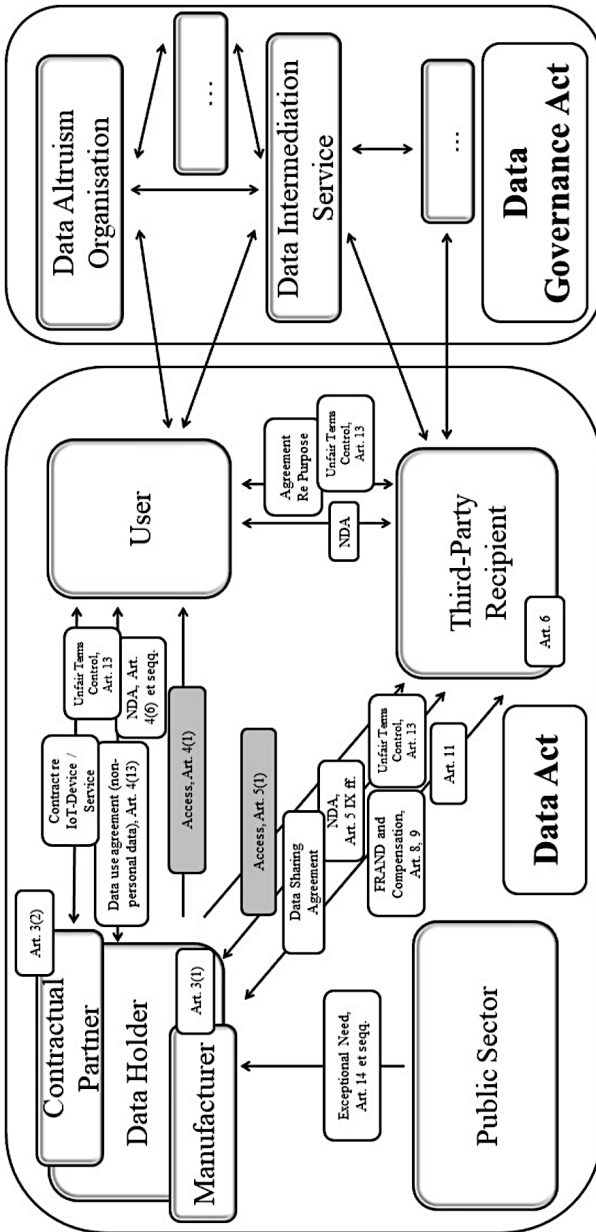 Art. 3(2)
Contractual
Partner
Data Holder
Manufacturer
Art. 3(1)
Contract re
IoT-Device /
Service
Unfair Terms
Control,
Art. 13
Data use agreement (non-
personal data), Art. 4(13)
NDA, Art.
4(6) et seqq.
Access, Art. 4(1)
Access, Art. 5(1)
User
NDA
Agreement
Re Purpose
Unfair Terms
Control,
Art. 13
Data Sharing
Agreement
NDA,
Art. 5 IX ff.
FRAND and
Compensation,
Art. 8, 9
Unfair Terms
Control,
Art. 13
Art. 11
Exceptional Need,
Art. 14 et seqq.
Public Sector
Third-Party
Recipient
Art. 6
Data Act
Data Altruism
Organisation
...
Data Intermediation
Service
...
Data
Governance Act